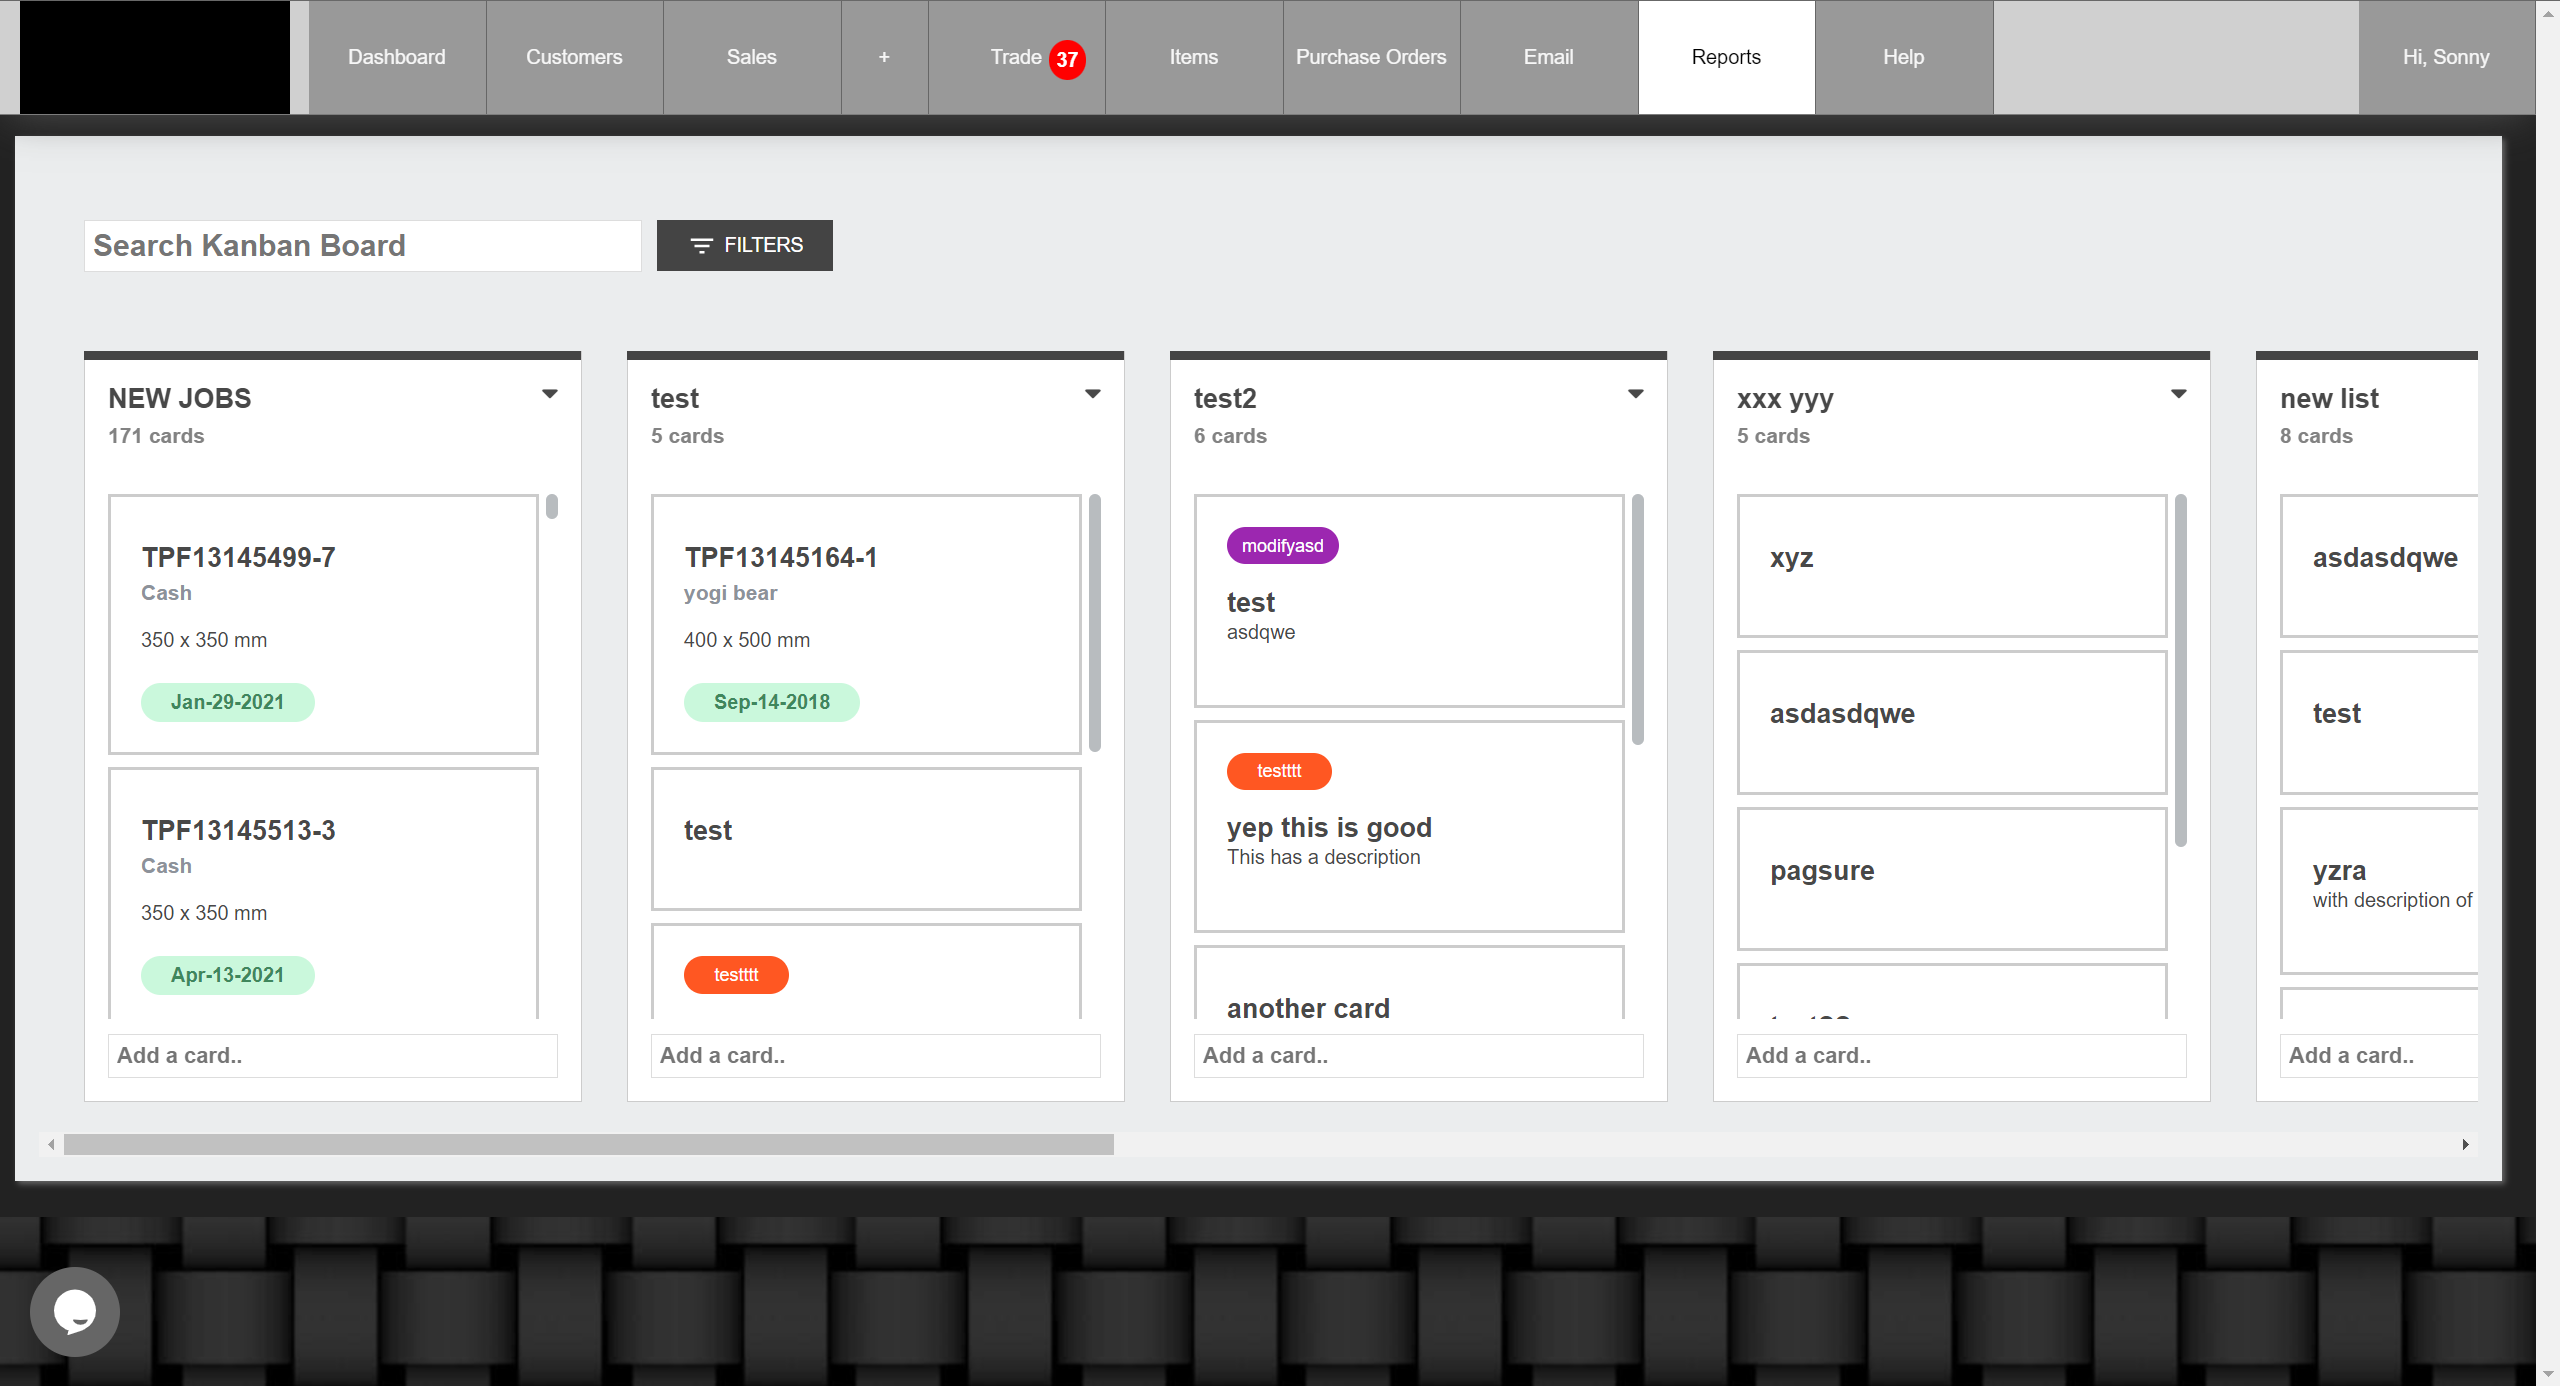 Dashboard
Customers
Sales
+
Trade 37
Items
Purchase Orders
Email
Reports
Help
Hi, Sonny
Search Kanban Board
FILTERS
NEW JOBS
171 cards
TPF13145499-7
Cash
350 x 350 mm
Jan-29-2021
TPF13145513-3
Cash
350 x 350 mm
Apr-13-2021
Add a card..
test
5 cards
TPF13145164-1
yogi bear
400 x 500 mm
Sep-14-2018
test
testttt
Add a card..
test2
6 cards
modifyasd
test
asdqwe
testttt
yep this is good
This has a description
another card
Add a card..
xxx yyy
5 cards
xyz
asdasdqwe
pagsure
Add a card..
new list
8 cards
asdasdqwe
test
yzra
with description of
Add a card..